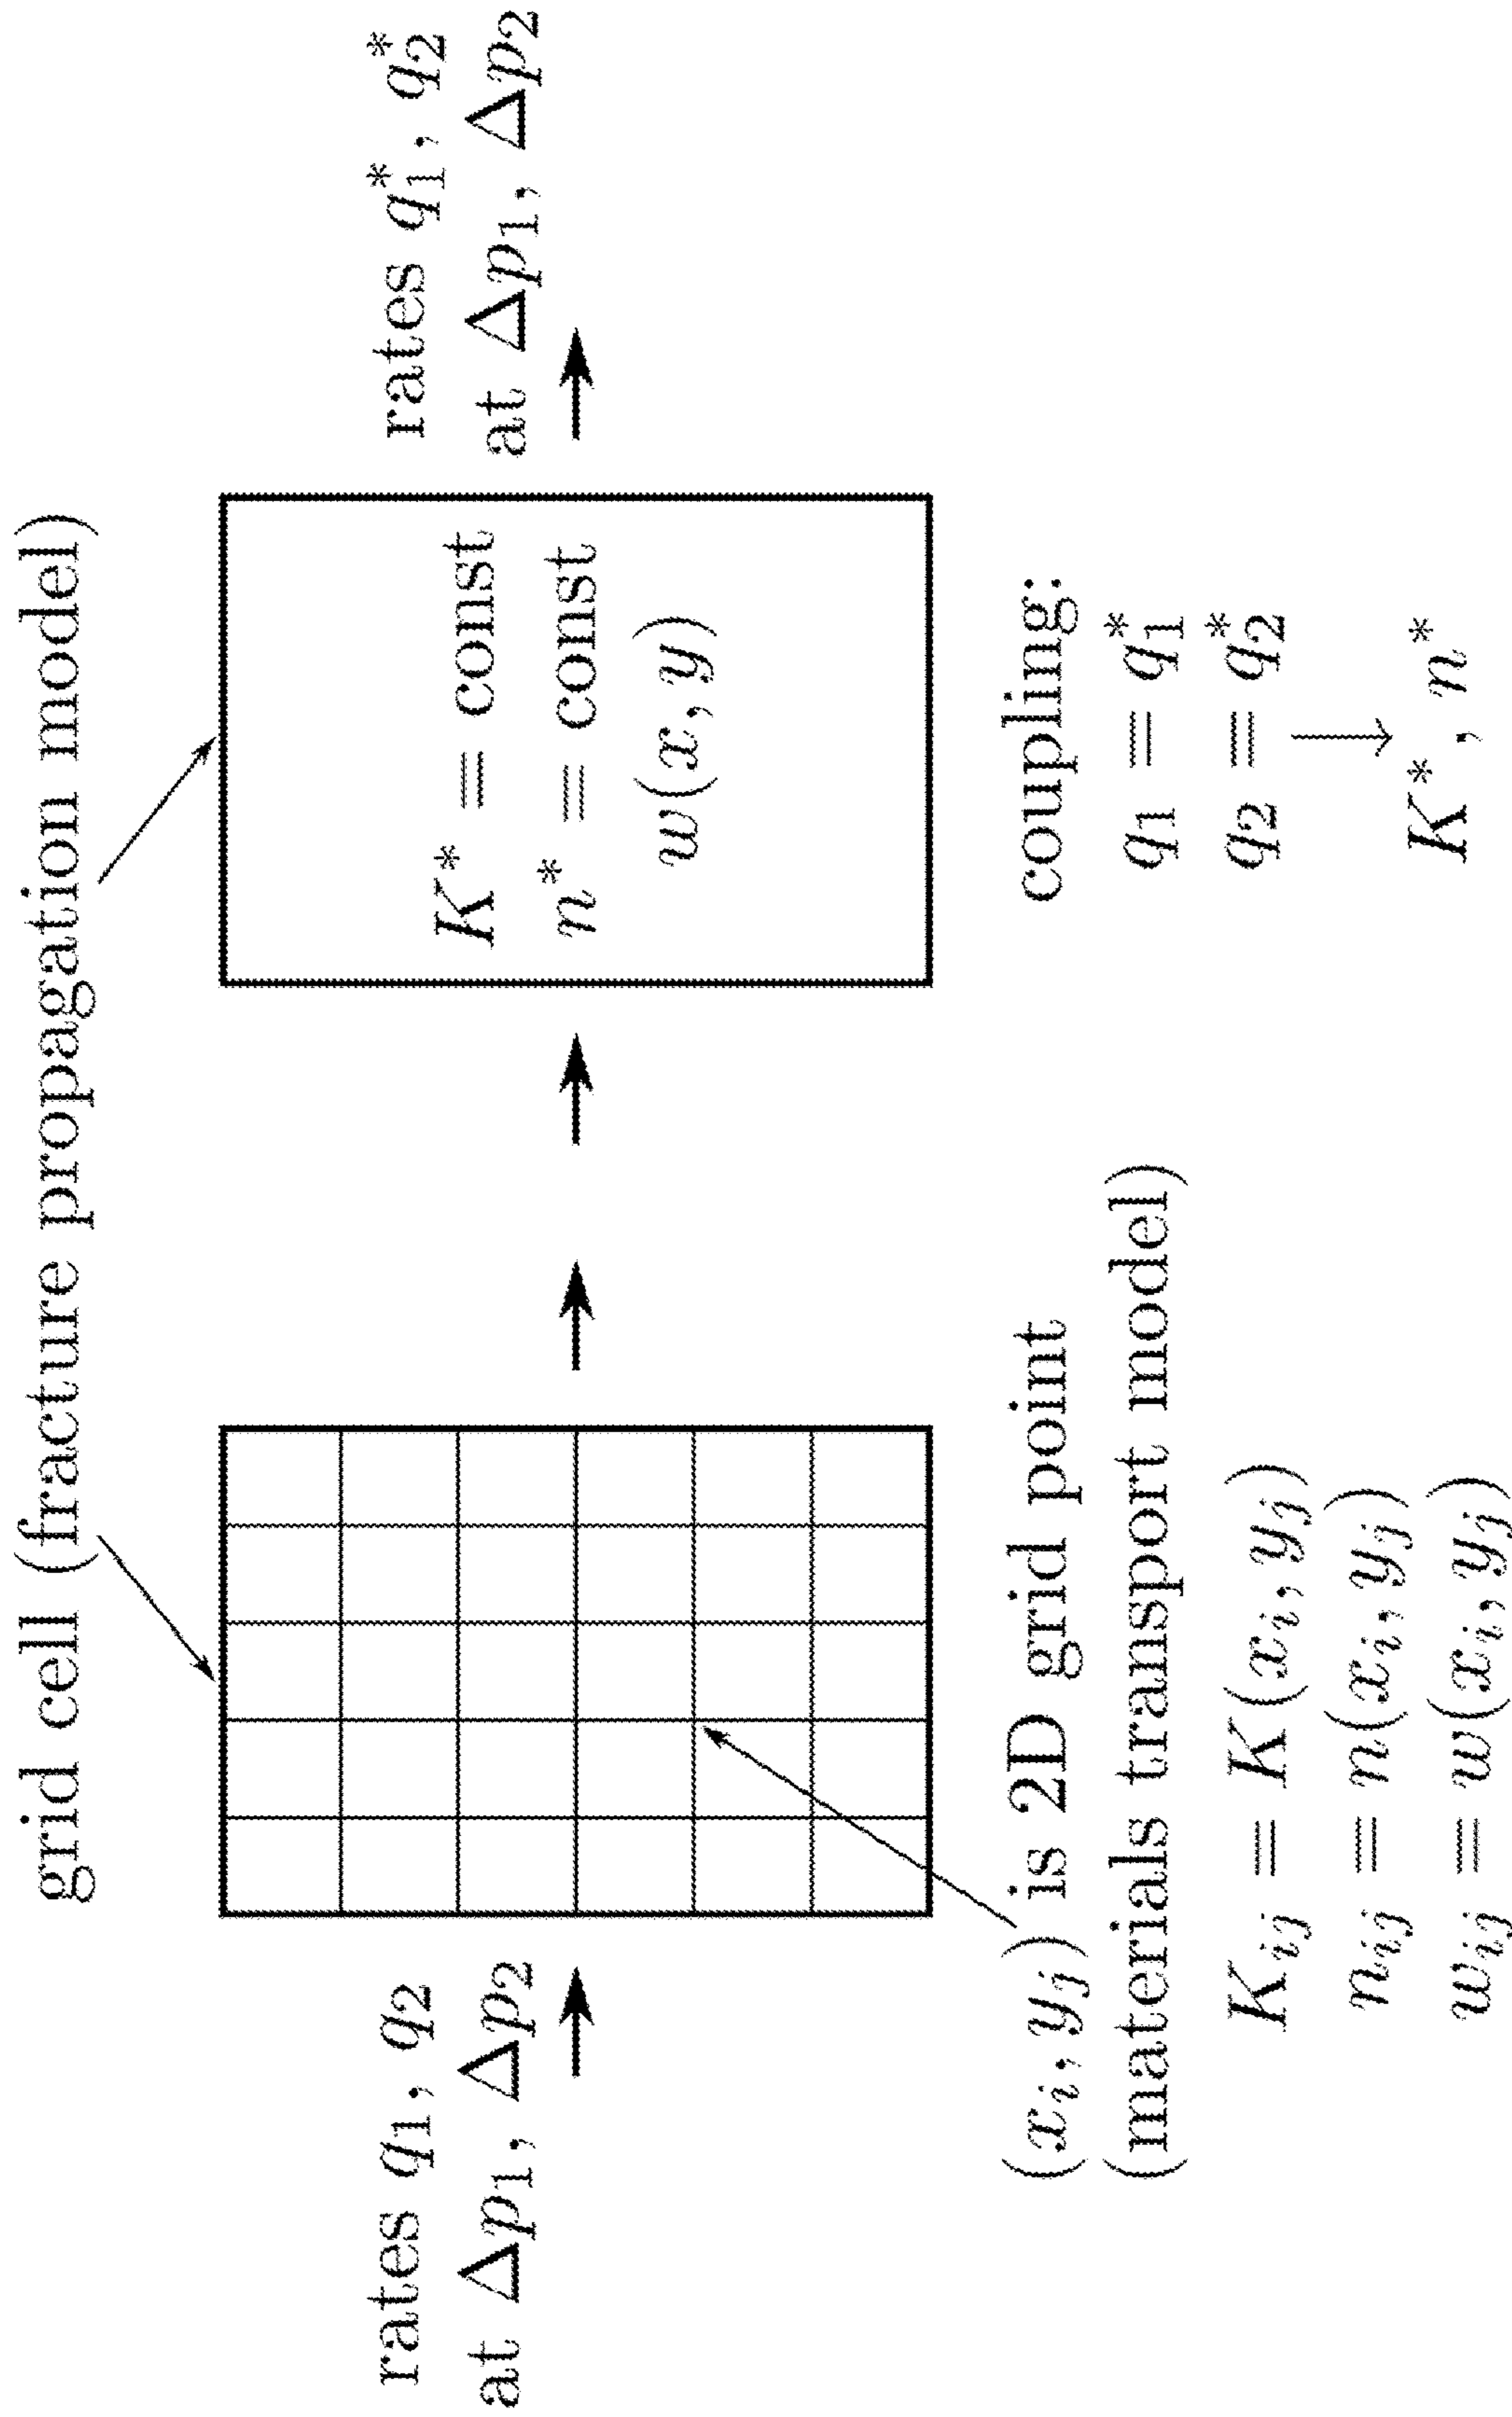 grid cell (fracture propagation model)
rates q₁, q₂
at Δp₁, Δp₂
K* = const
n* = const
w(x, y)
rates q₁*, q₂*
at Δp₁, Δp₂
(xᵢ, yⱼ) is 2D grid point
(materials transport model)
Kᵢⱼ = K(xᵢ, yⱼ)
nᵢⱼ = n(xᵢ, yⱼ)
wᵢⱼ = w(xᵢ, yⱼ)
coupling:
q₁ = q₁*
q₂ = q₂*
K*, n*